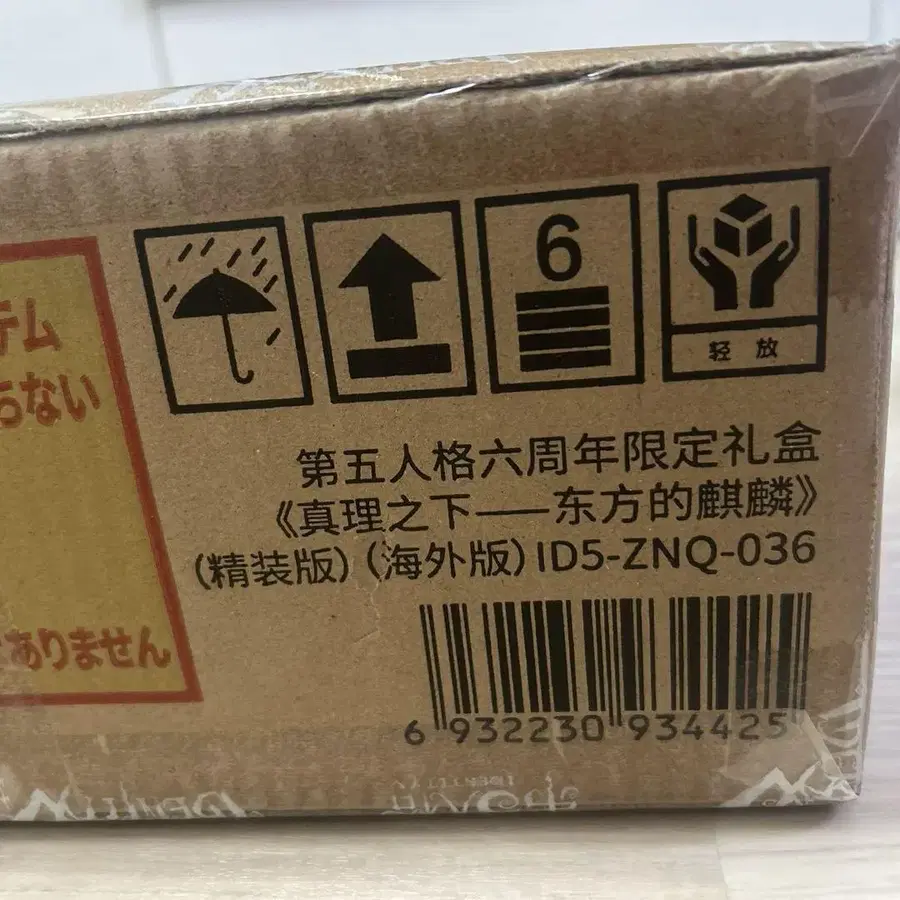 テム
らない
ありません
6
轻放
第五人格六周年限定礼盒
《真理之下——东方的麒麟》
(精装版)(海外版)ID5-ZNQ-036
6 932230 934425